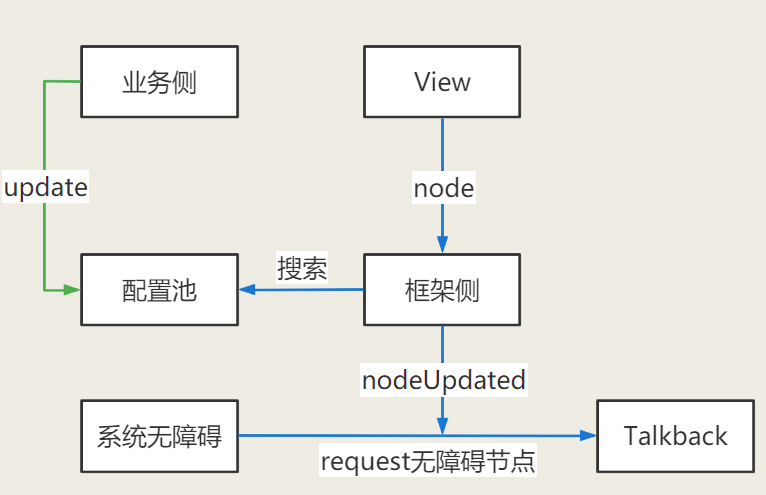 业务侧
View
update
node
配置池
搜索
框架侧
nodeUpdated
系统无障碍
request无障碍节点
Talkback